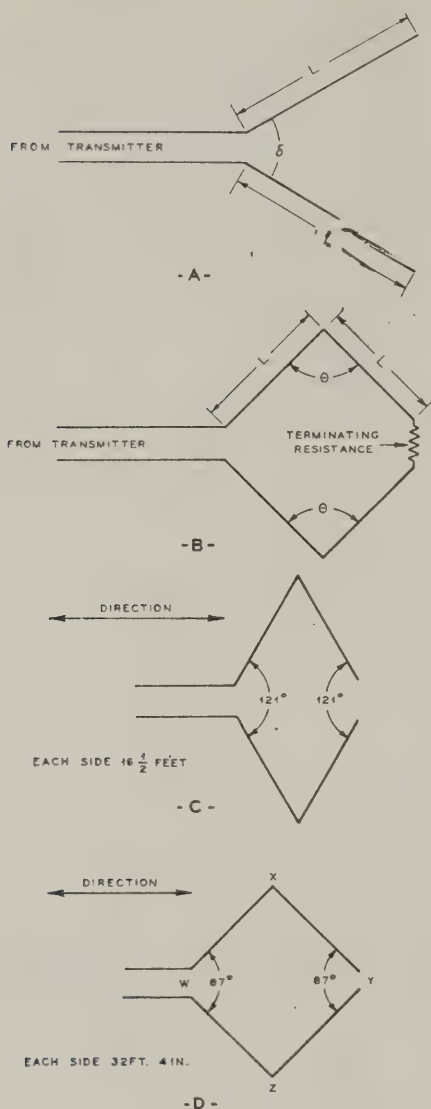 L
FROM TRANSMITTER
δ
L
-A-
L
L
θ
FROM TRANSMITTER
TERMINATING
RESISTANCE
θ
-B-
DIRECTION
121°
121°
EACH SIDE 16 1/2 FEET
-C-
DIRECTION
X
W
87°
87°
Y
EACH SIDE 32FT. 4IN.
Z
-D-